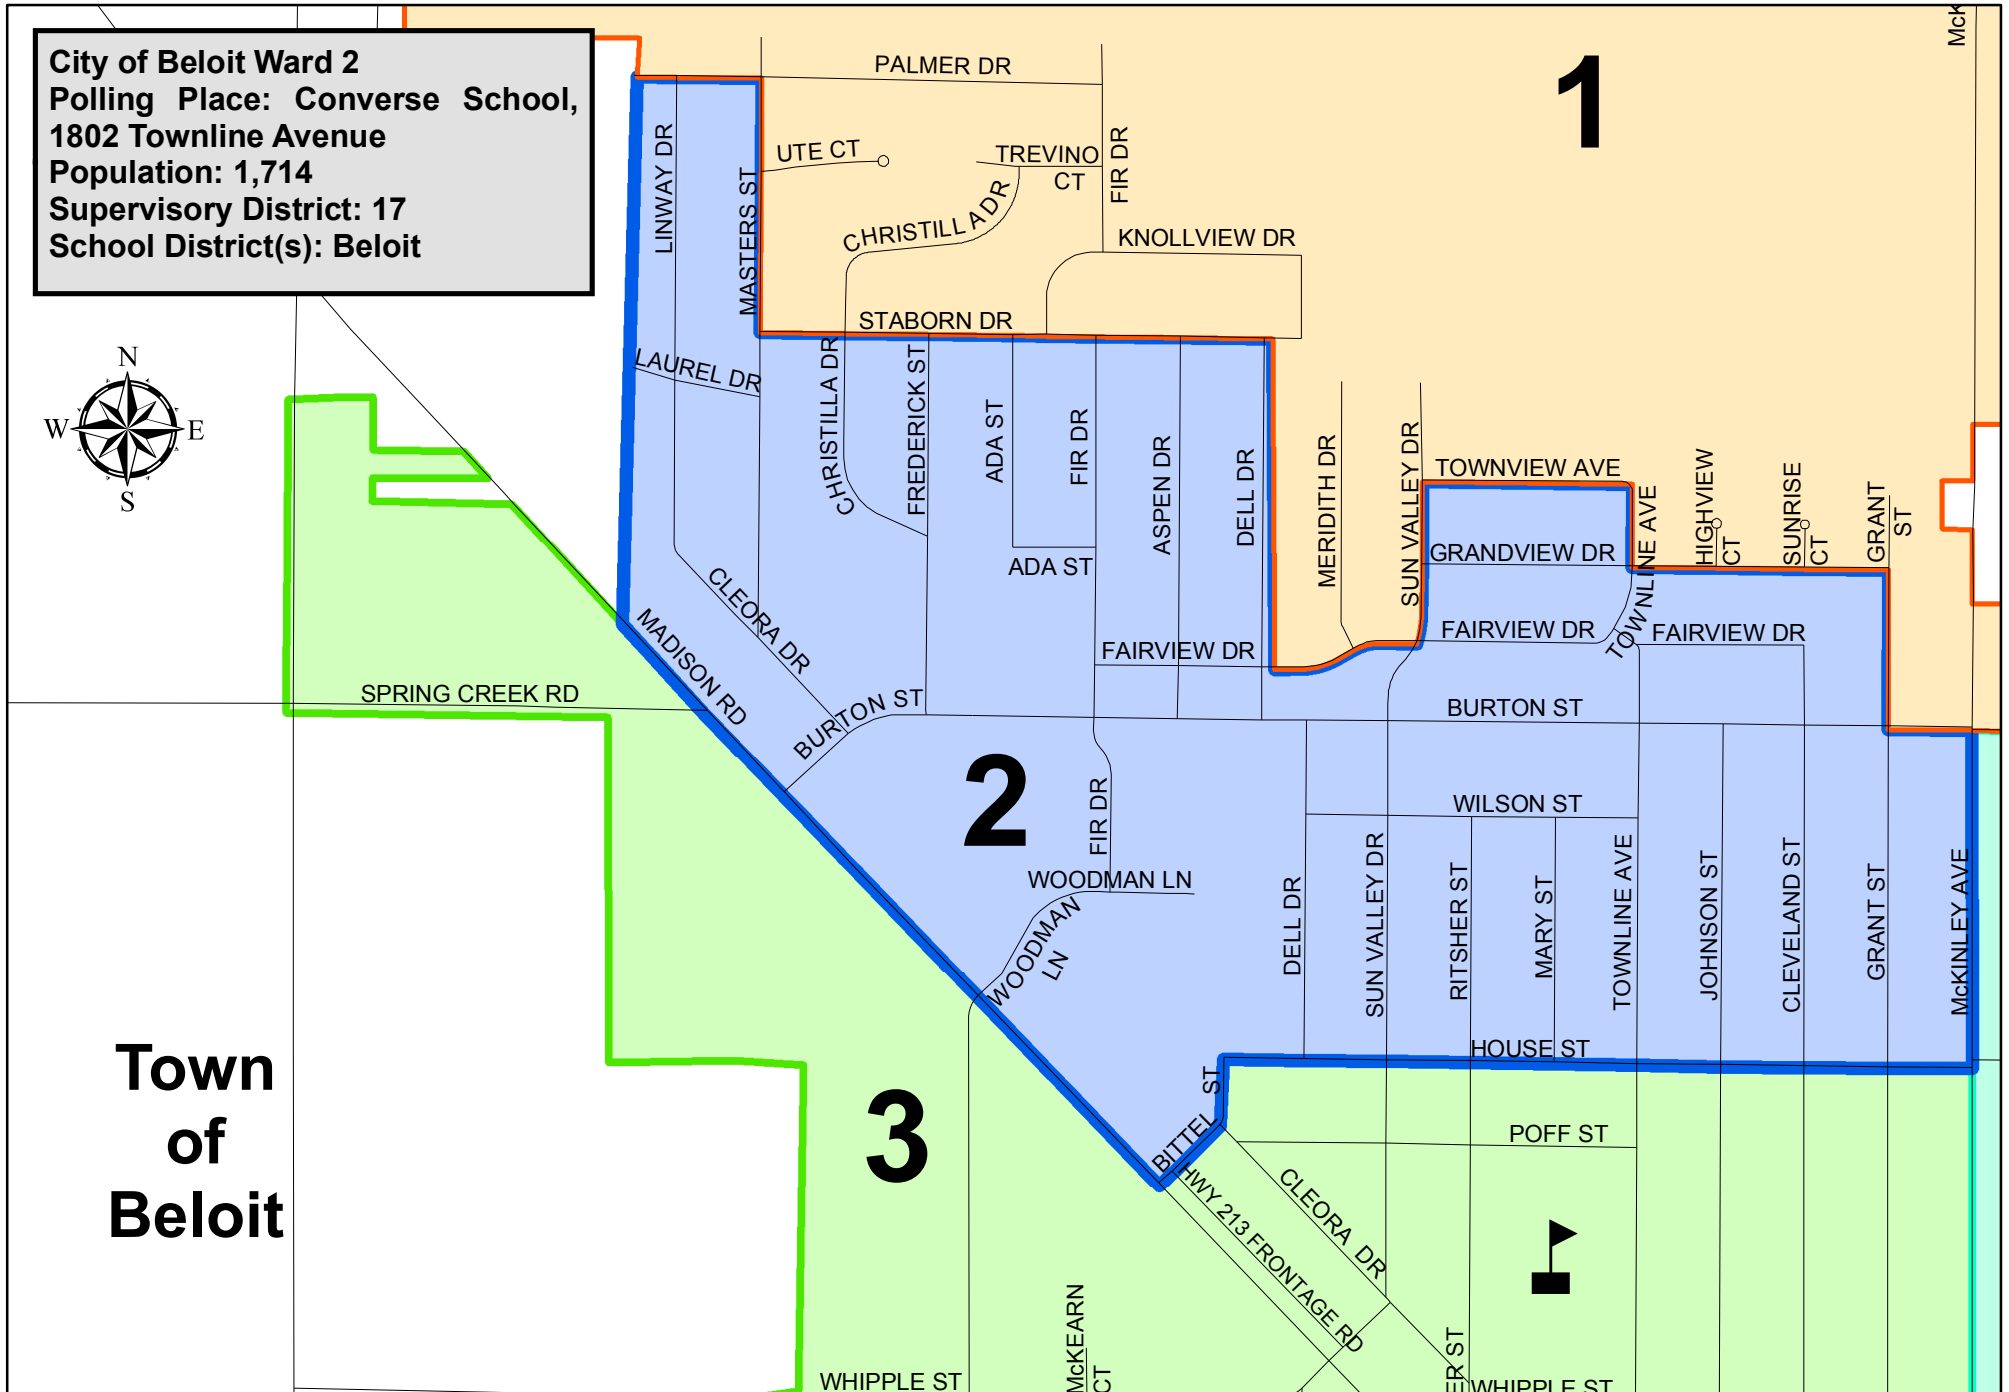 City of Beloit Ward 2
Polling Place: Converse School,
1802 Townline Avenue
Population: 1,714
Supervisory District: 17
School District(s): Beloit
N
W
E
S
1
2
3
Town
of
Beloit
PALMER DR
UTE CT
TREVINO
CT
FIR DR
LINWAY DR
MASTERS ST
CHRISTILLA DR
KNOLLVIEW DR
STABORN DR
LAUREL DR
CHRISTILLA DR
FREDERICK ST
ADA ST
FIR DR
ASPEN DR
DELL DR
MERIDITH DR
SUN VALLEY DR
TOWNVIEW AVE
TOWNLINE AVE
HIGHVIEW
CT
SUNRISE
CT
GRANT
ST
GRANDVIEW DR
ADA ST
CLEORA DR
MADISON RD
FAIRVIEW DR
FAIRVIEW DR
FAIRVIEW DR
SPRING CREEK RD
BURTON ST
BURTON ST
FIR DR
WILSON ST
WOODMAN LN
WOODMAN
LN
DELL DR
SUN VALLEY DR
RITSHER ST
MARY ST
TOWNLINE AVE
JOHNSON ST
CLEVELAND ST
GRANT ST
McKINLEY AVE
HOUSE ST
BITTEL ST
POFF ST
HWY 213 FRONTAGE RD
CLEORA DR
McKEARN
CT
WHIPPLE ST
ER ST
WHIPPLE ST
McK